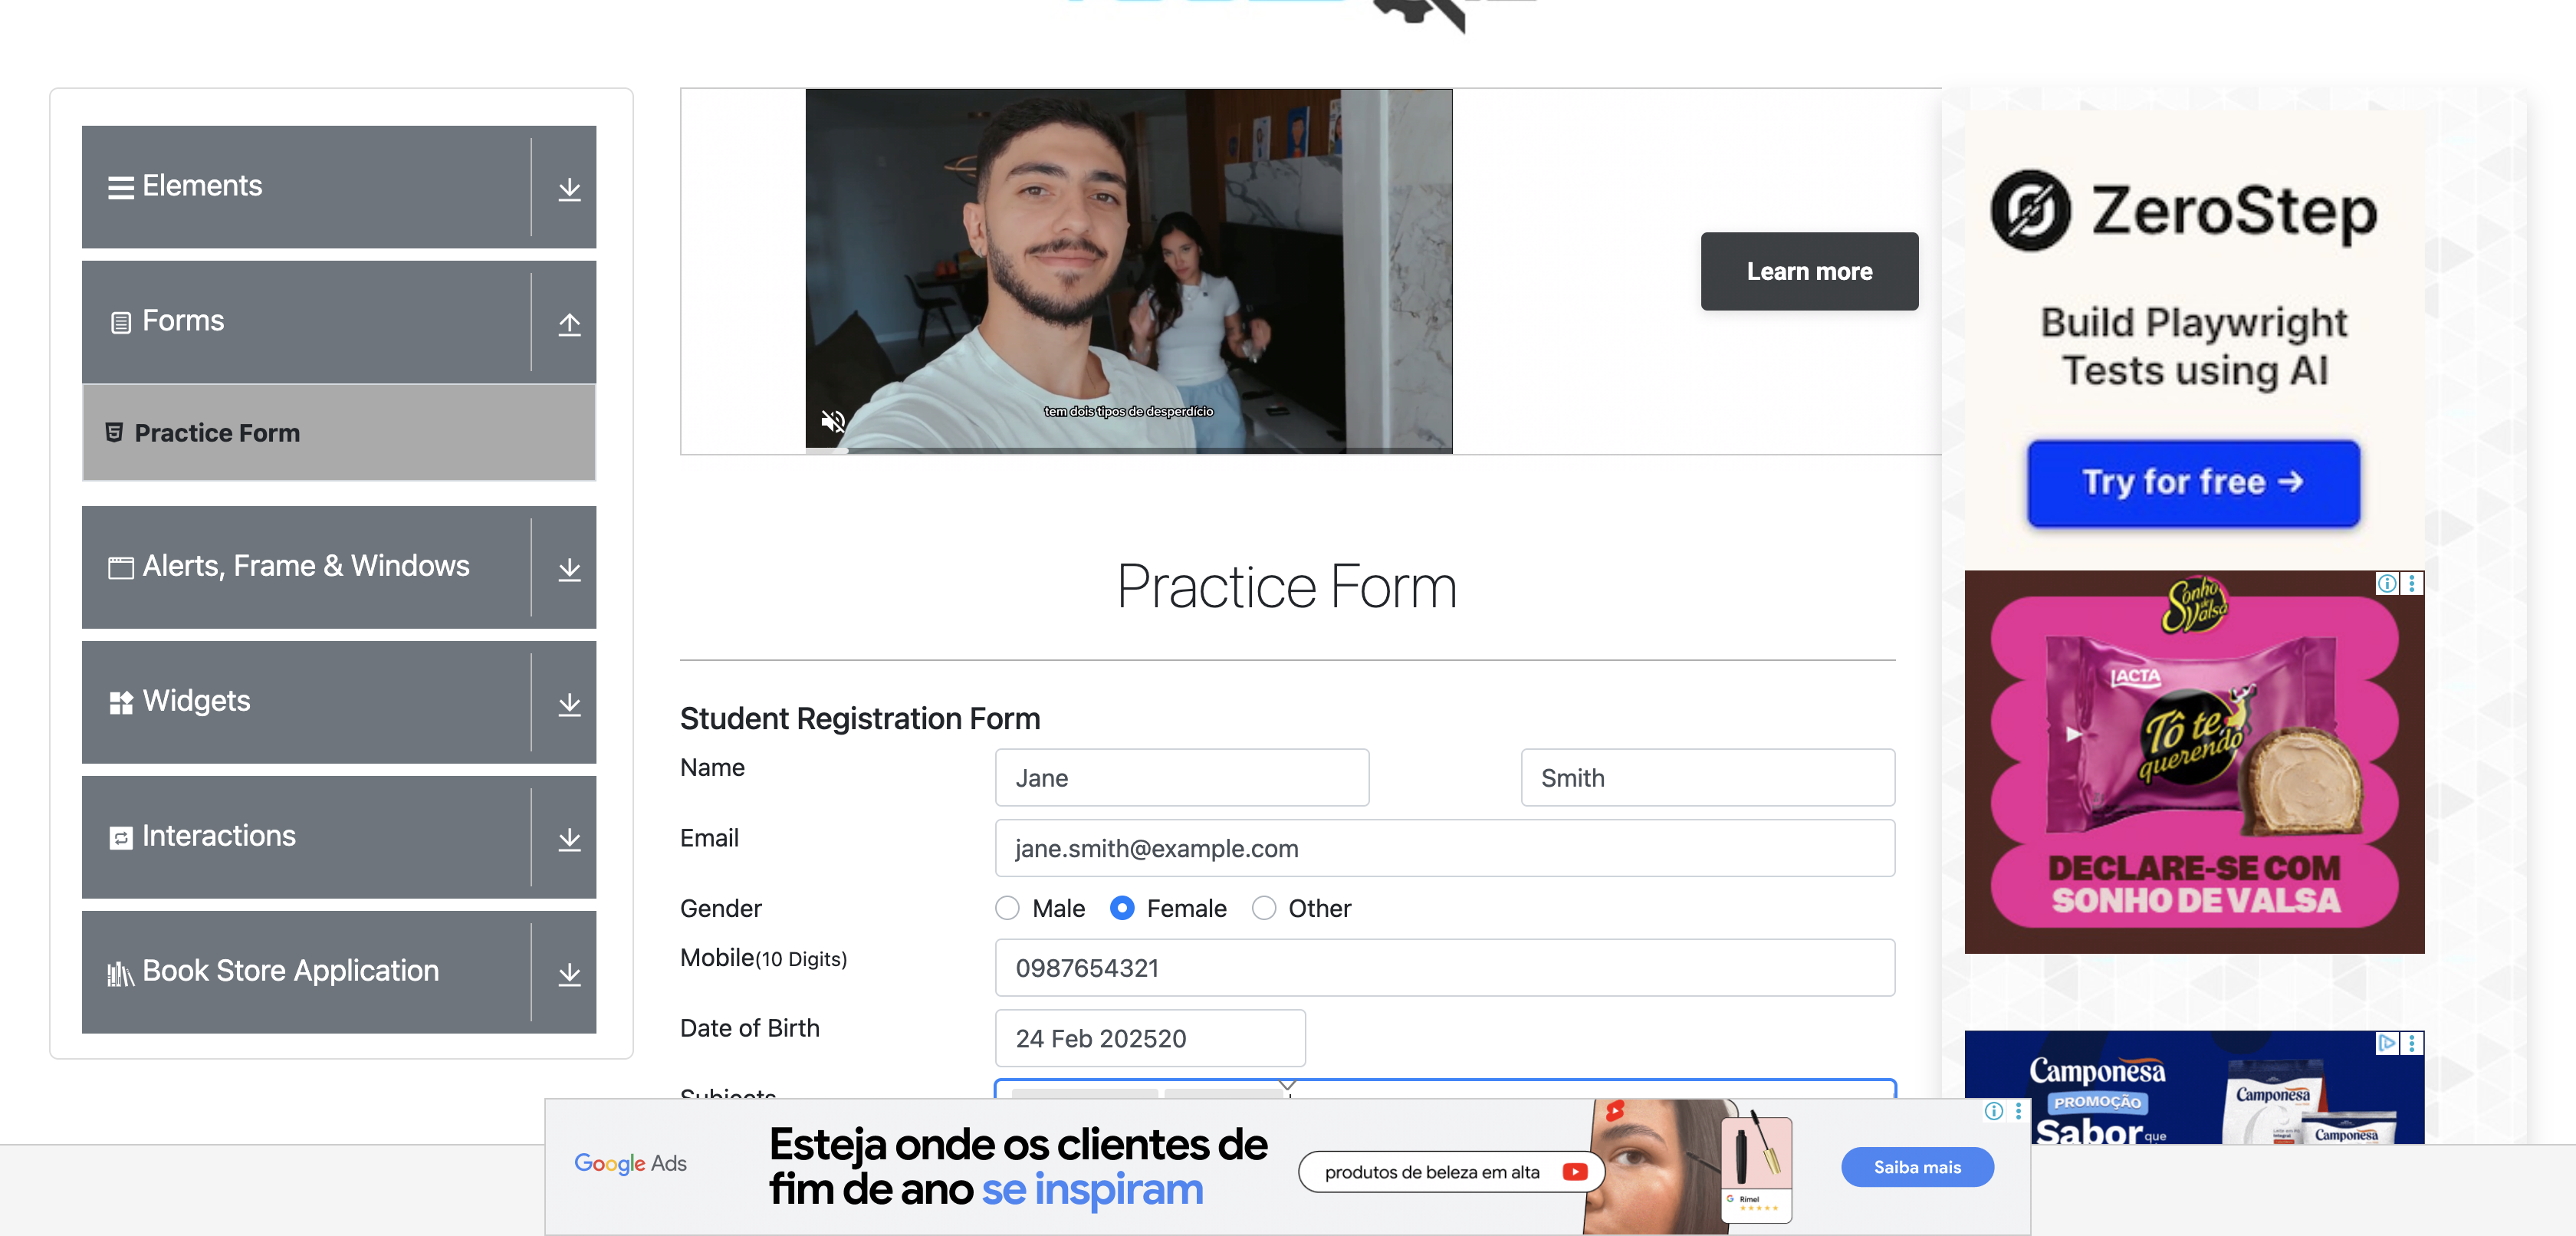 Elements
Forms
Practice Form
Alerts, Frame & Windows
Widgets
Interactions
Book Store Application
tem dois tipos de desperdício
Learn more
Practice Form
Student Registration Form
Name
Jane
Smith
Email
jane.smith@example.com
Gender
Male
Female
Other
Mobile(10 Digits)
0987654321
Date of Birth
24 Feb 202520
Subjects
ZeroStep
Build Playwright
Tests using AI
Try for free →
Sonho de Valsa
LACTA
Tô te
querendo
DECLARE-SE COM
SONHO DE VALSA
Camponesa
PROMOÇÃO
Sabor que
Camponesa
Camponesa
Google Ads
Esteja onde os clientes de
fim de ano se inspiram
produtos de beleza em alta
G Rímel
Saiba mais